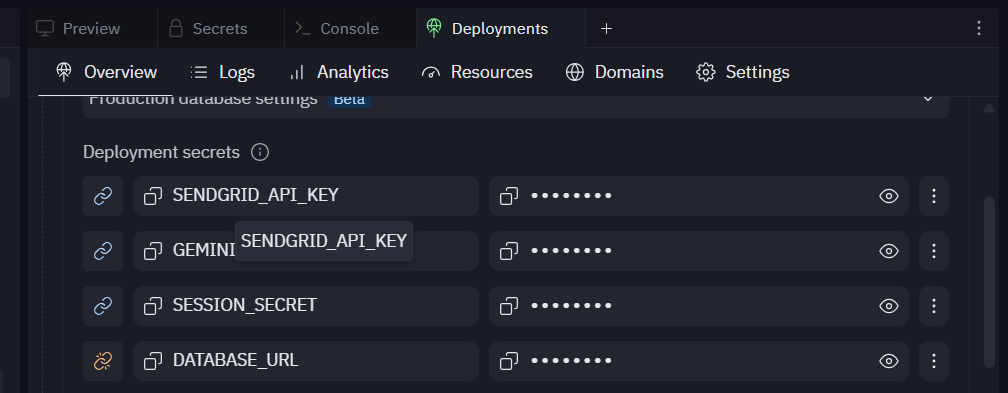 Preview Secrets Console Deployments
Overview Logs Analytics Resources Domains Settings
Production database settings Beta
Deployment secrets
SENDGRID_API_KEY ••••••••
SENDGRID_API_KEY
GEMINI ••••••••
SESSION_SECRET ••••••••
DATABASE_URL ••••••••